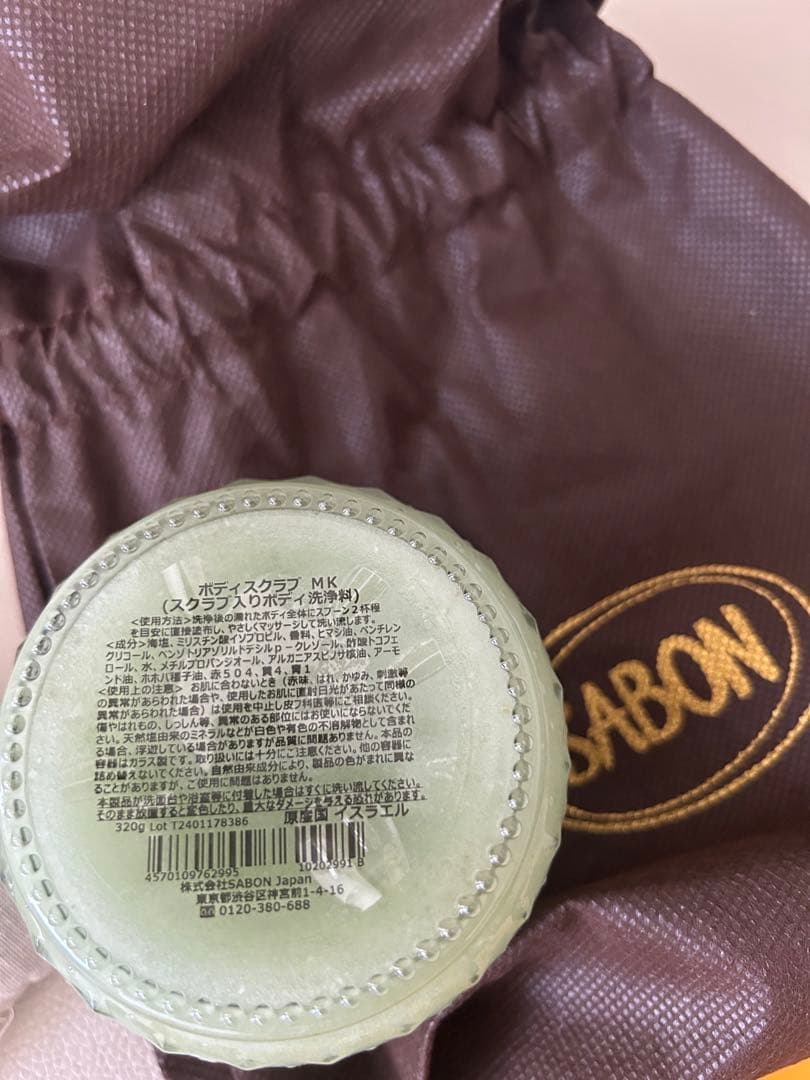 ボディスクラブ MK
(スクラブ入りボディ洗浄料)
<使用方法>洗浄後の濡れたボディ全体にスプーン2杯程
を目安に直接塗布し、やさしくマッサージして洗い流します。
<成分>海塩、ミリスチン酸イソプロピル、香料、ヒマシ油、ペンチレン
グリコール、ベンゾトリアゾリルドデシルp-クレゾール、酢酸トコフェ
ロール、水、メチルプロパンジオール、アルガニアスピノサ核油、アーモ
ンド油、ホホバ種子油、赤504、黄4、青1
<使用上の注意> お肌に合わないとき(赤味、はれ、かゆみ、刺激等
の異常があらわれた場合や、使用したお肌に直射日光があたって同様の
異常があらわれた場合)は使用を中止し皮フ科医等にご相談ください。
傷やはれもの、しっしん等、異常のある部位にはお使いにならないでくだ
さい。天然塩由来のミネラルなどが白色や有色の不溶解物として含まれ
る場合、浮遊している場合がありますが品質に問題ありません。本品の
容器はガラス製です。取り扱いには十分にご注意ください。他の容器に
詰め替えないでください。自然由来成分により、製品の色がまれに異な
ることがありますが、ご使用に問題はありません。
本製品が洗面台や浴室等に付着した場合はすぐに洗い流してください。
そのまま放置すると変色したり、重大なダメージを与えるおそれがあります。
320g Lot T2401178386 原産国 イスラエル
4570109762995 10202991 B
株式会社SABON Japan
東京都渋谷区神宮前1-4-16
0120-380-688
SABON